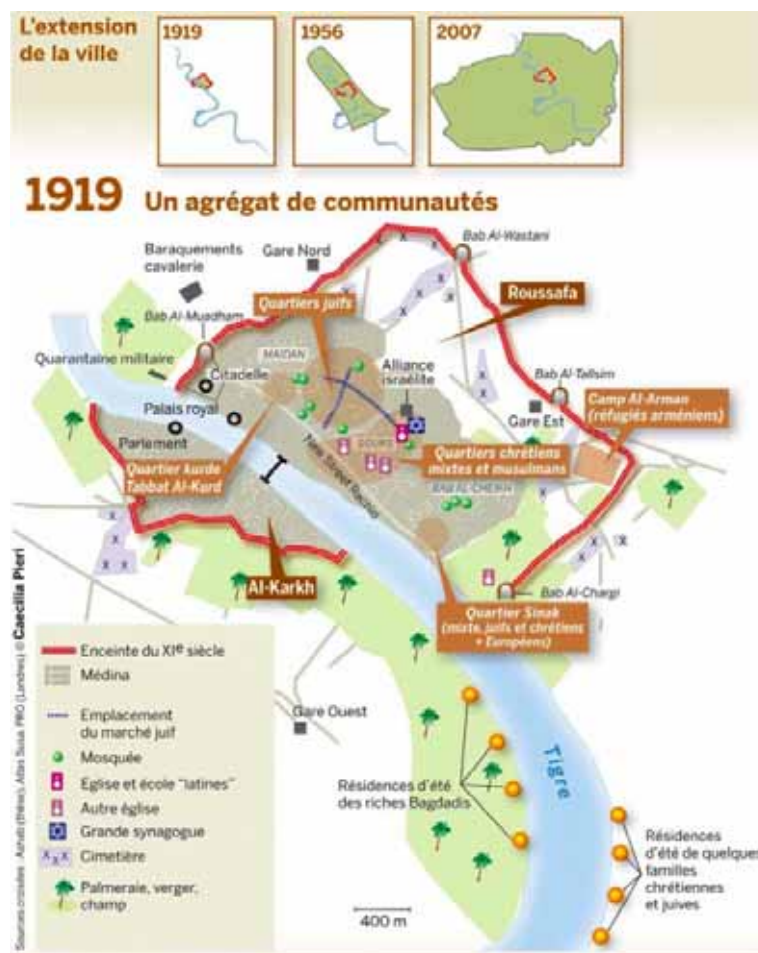 L'extension
de la ville
1919
1956
2007
1919 Un agrégat de communautés
Baraquements
cavalerie
Gare Nord
Bab Al-Wastani
Roussafa
Quartiers juifs
Bab Al-Muadham
MAIDAN
Quarantaine militaire
Citadelle
Alliance
israélite
Bab Al-Tallsim
Palais royal
Gare Est
Camp Al-Arman
(réfugiés arméniens)
Parlement
Quartier kurde
Tabbat Al-Kurd
New Street
Quartiers chrétiens
mixtes et musulmans
BAB AL-CHEIKH
Al-Karkh
Bab Al-Chargi
Quartier Sinak
(mixte, juifs et chrétiens
+ Européens)
Enceinte du XIe siècle
Médina
Emplacement
du marché juif
Mosquée
Eglise et école "latines"
Autre église
Grande synagogue
Cimetière
Palmeraie, verger,
champ
Gare Ouest
Résidences d'été
des riches Bagdadis
Tigre
Résidences
d'été de quelques
familles
chrétiennes
et juives
400 m
© Caecilia Pieri